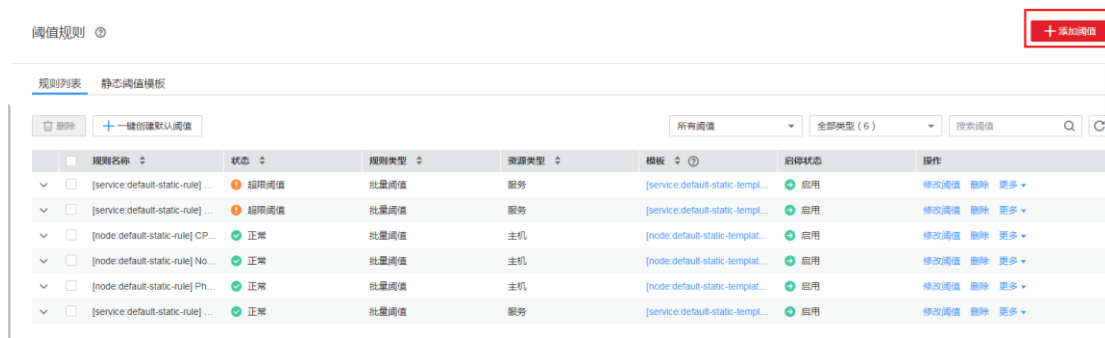 阈值规则
添加阈值
规则列表 静态阈值模板
删除 一键创建默认阈值 所有阈值 全部类型(6) 搜索阈值
规则名称 状态 规则类型 资源类型 模板 启停状态 操作
[service:default-static-rule] ... 超限阈值 批量阈值 服务 [service:default-static-templ... 启用 修改阈值 删除 更多
[service:default-static-rule] ... 超限阈值 批量阈值 服务 [service:default-static-templ... 启用 修改阈值 删除 更多
[node:default-static-rule] CP... 正常 批量阈值 主机 [node:default-static-templat... 启用 修改阈值 删除 更多
[node:default-static-rule] No... 正常 批量阈值 主机 [node:default-static-templat... 启用 修改阈值 删除 更多
[node:default-static-rule] Ph... 正常 批量阈值 主机 [node:default-static-templat... 启用 修改阈值 删除 更多
[service:default-static-rule] ... 正常 批量阈值 服务 [service:default-static-templ... 启用 修改阈值 删除 更多